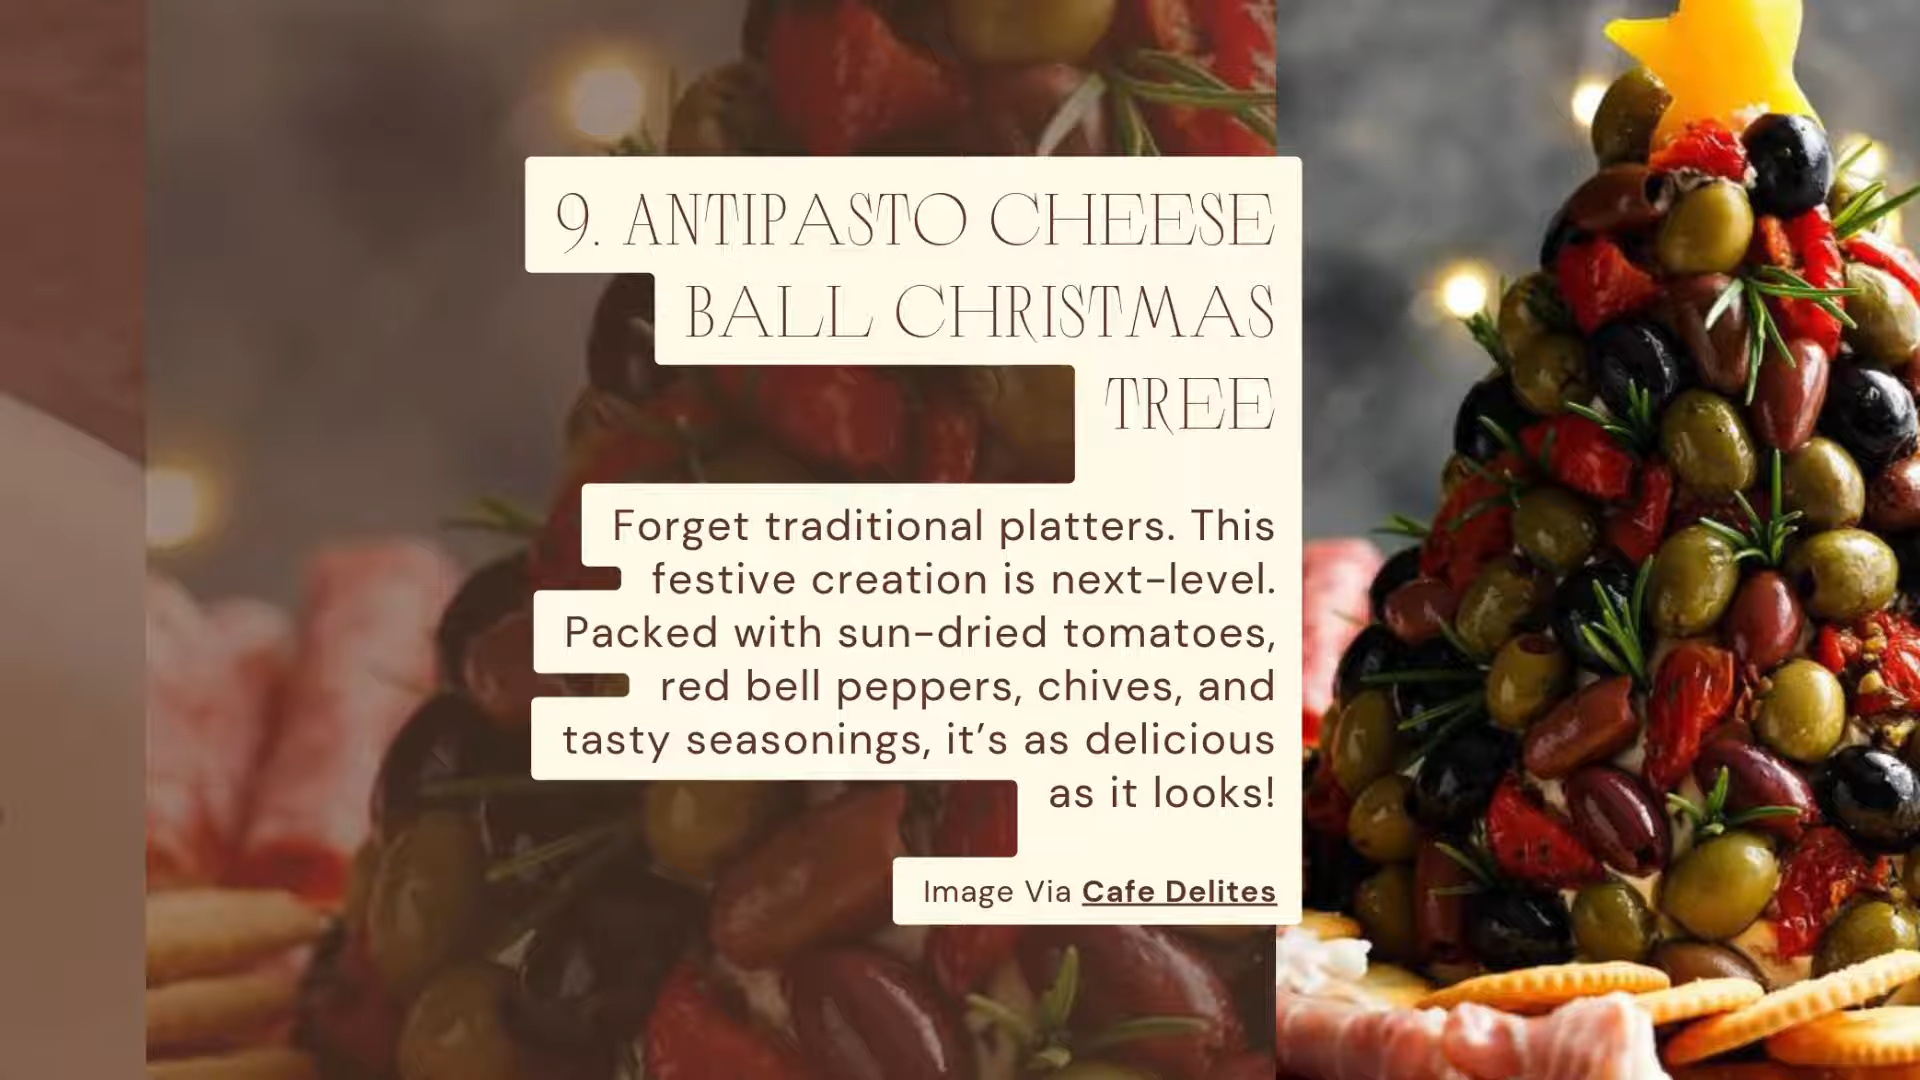 9. ANTIPASTO CHEESE
BALL CHRISTMAS
TREE
Forget traditional platters. This
festive creation is next-level.
Packed with sun-dried tomatoes,
red bell peppers, chives, and
tasty seasonings, it’s as delicious
as it looks!
Image Via Cafe Delites